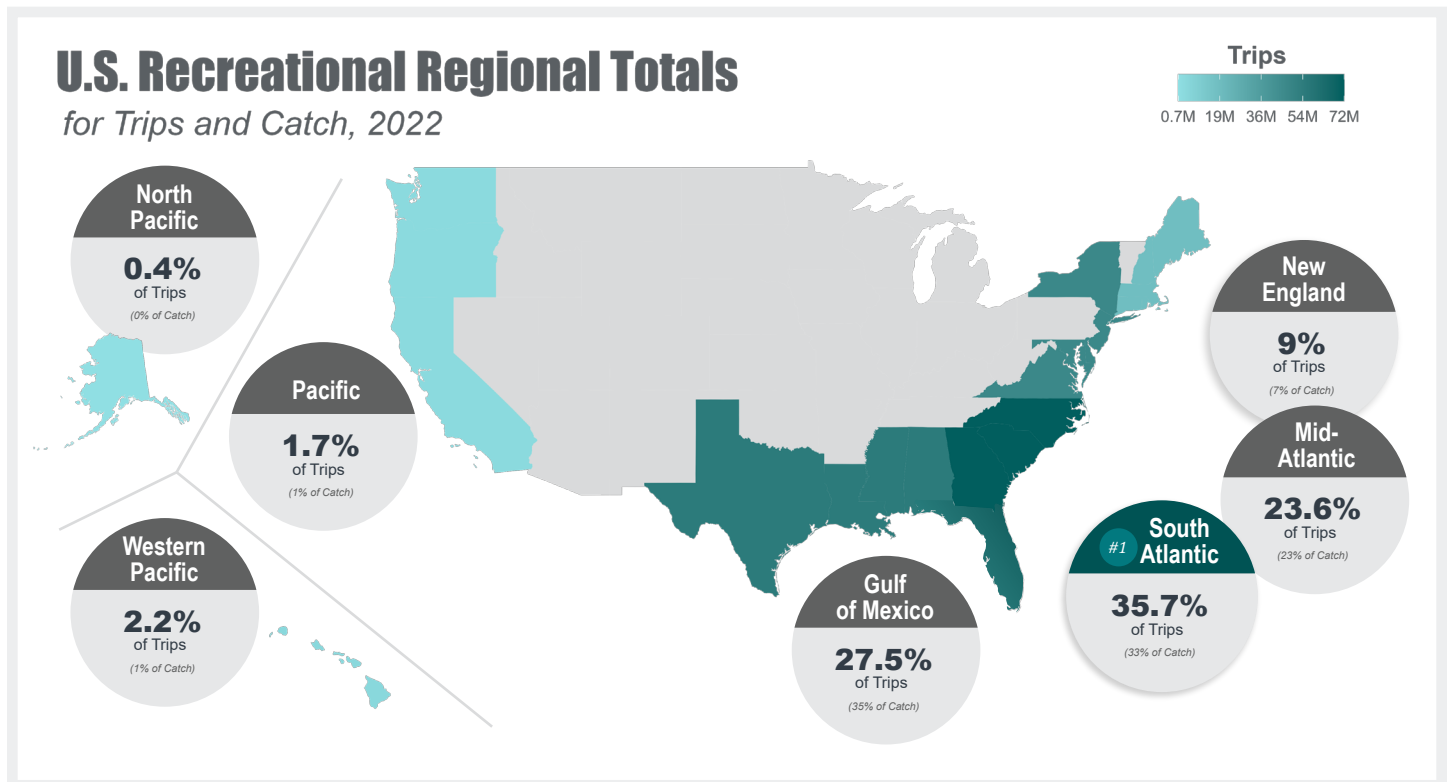 U.S. Recreational Regional Totals
for Trips and Catch, 2022
Trips
0.7M 19M 36M 54M 72M
North
Pacific
0.4%
of Trips
(0% of Catch)
Pacific
1.7%
of Trips
(1% of Catch)
Western
Pacific
2.2%
of Trips
(1% of Catch)
Gulf
of Mexico
27.5%
of Trips
(35% of Catch)
#1
South
Atlantic
35.7%
of Trips
(33% of Catch)
Mid-
Atlantic
23.6%
of Trips
(23% of Catch)
New
England
9%
of Trips
(7% of Catch)